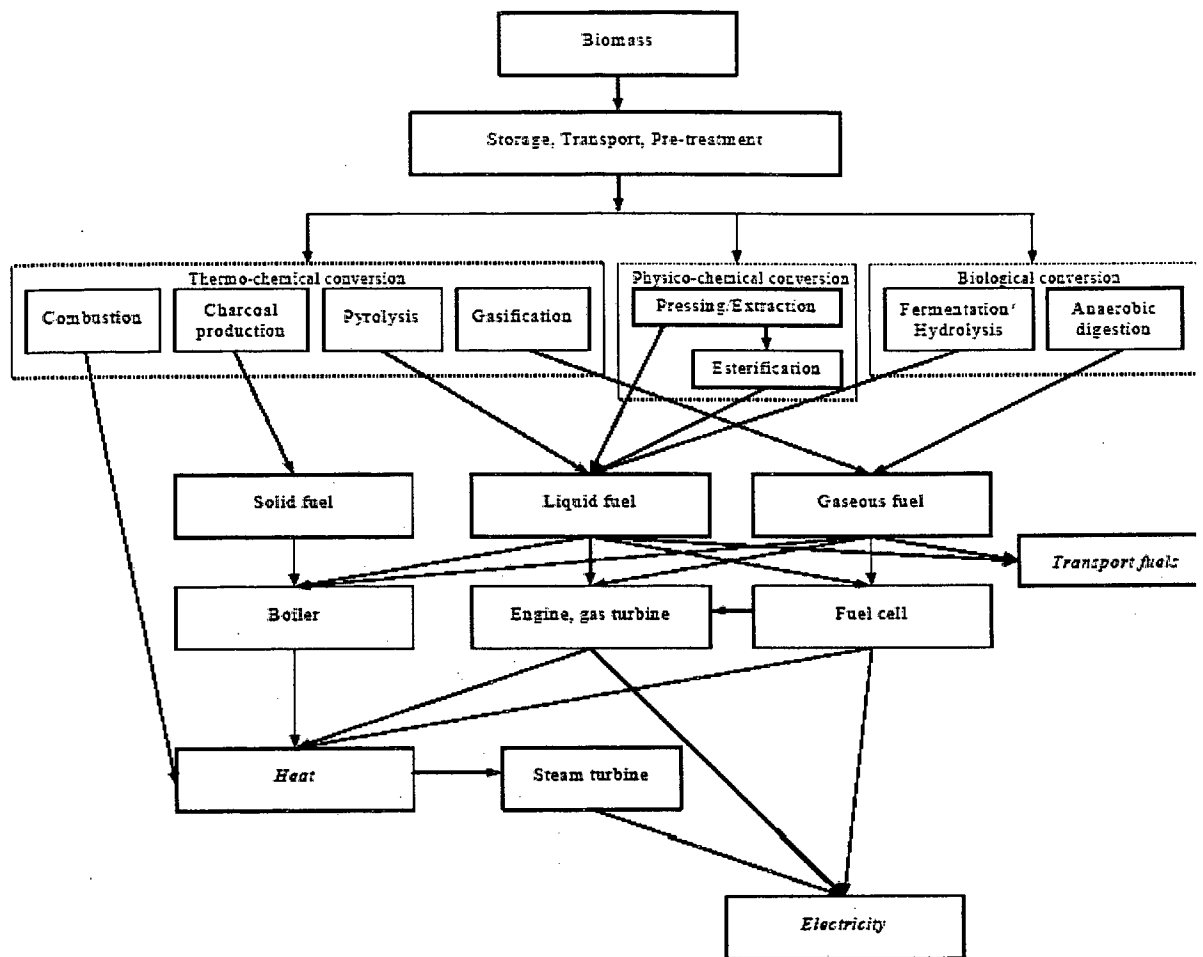 Biomass
Storage, Transport, Pre-treatment
Thermo-chemical conversion
Combustion
Charcoal
production
Pyrolysis
Gasification
Physico-chemical conversion
Pressing/Extraction
Esterification
Biological conversion
Fermentation/
Hydrolysis
Anaerobic
digestion
Solid fuel
Liquid fuel
Gaseous fuel
Transport fuels
Boiler
Engine, gas turbine
Fuel cell
Heat
Steam turbine
Electricity